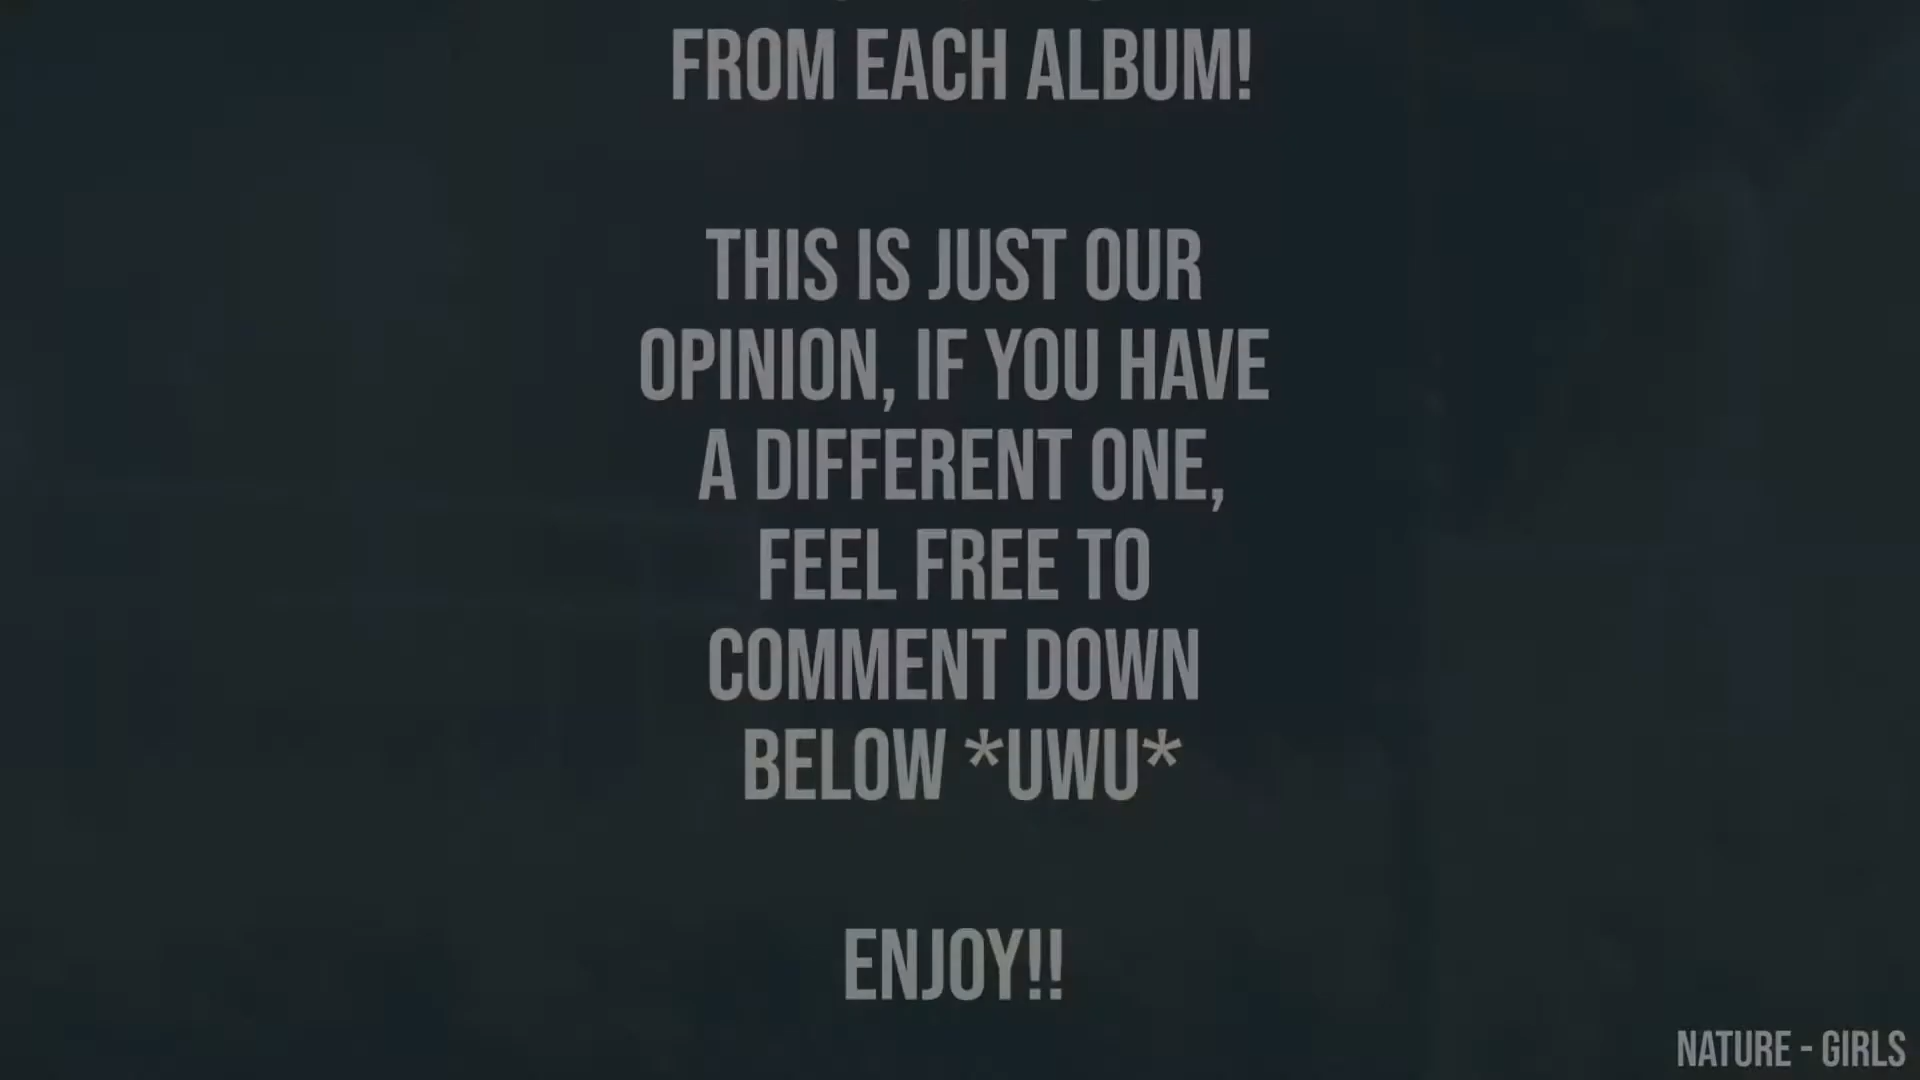 FROM EACH ALBUM!
THIS IS JUST OUR
OPINION, IF YOU HAVE
A DIFFERENT ONE,
FEEL FREE TO
COMMENT DOWN
BELOW *UWU*
ENJOY!!
NATURE - GIRLS